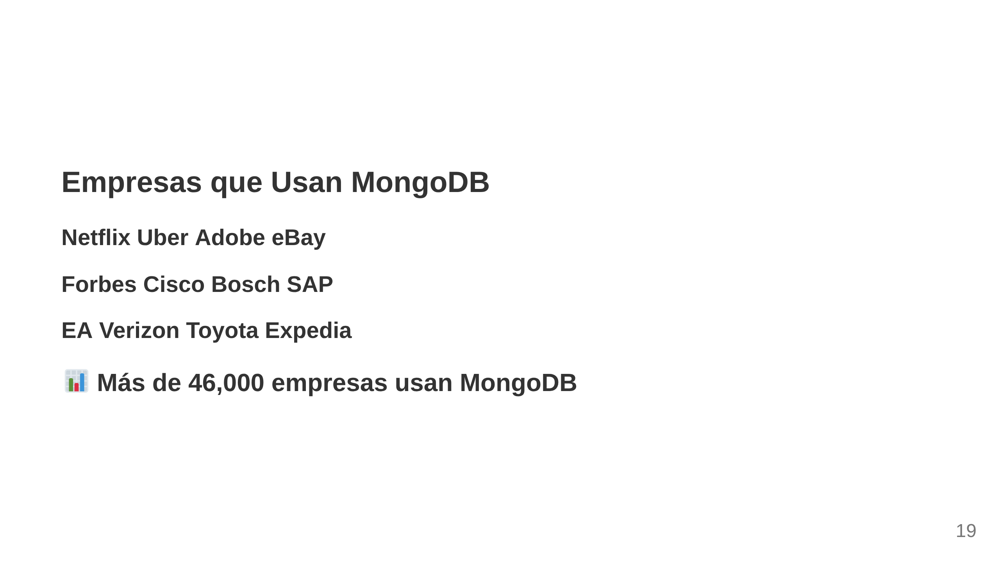 Empresas que Usan MongoDB
Netflix Uber Adobe eBay
Forbes Cisco Bosch SAP
EA Verizon Toyota Expedia
📊 Más de 46,000 empresas usan MongoDB
19